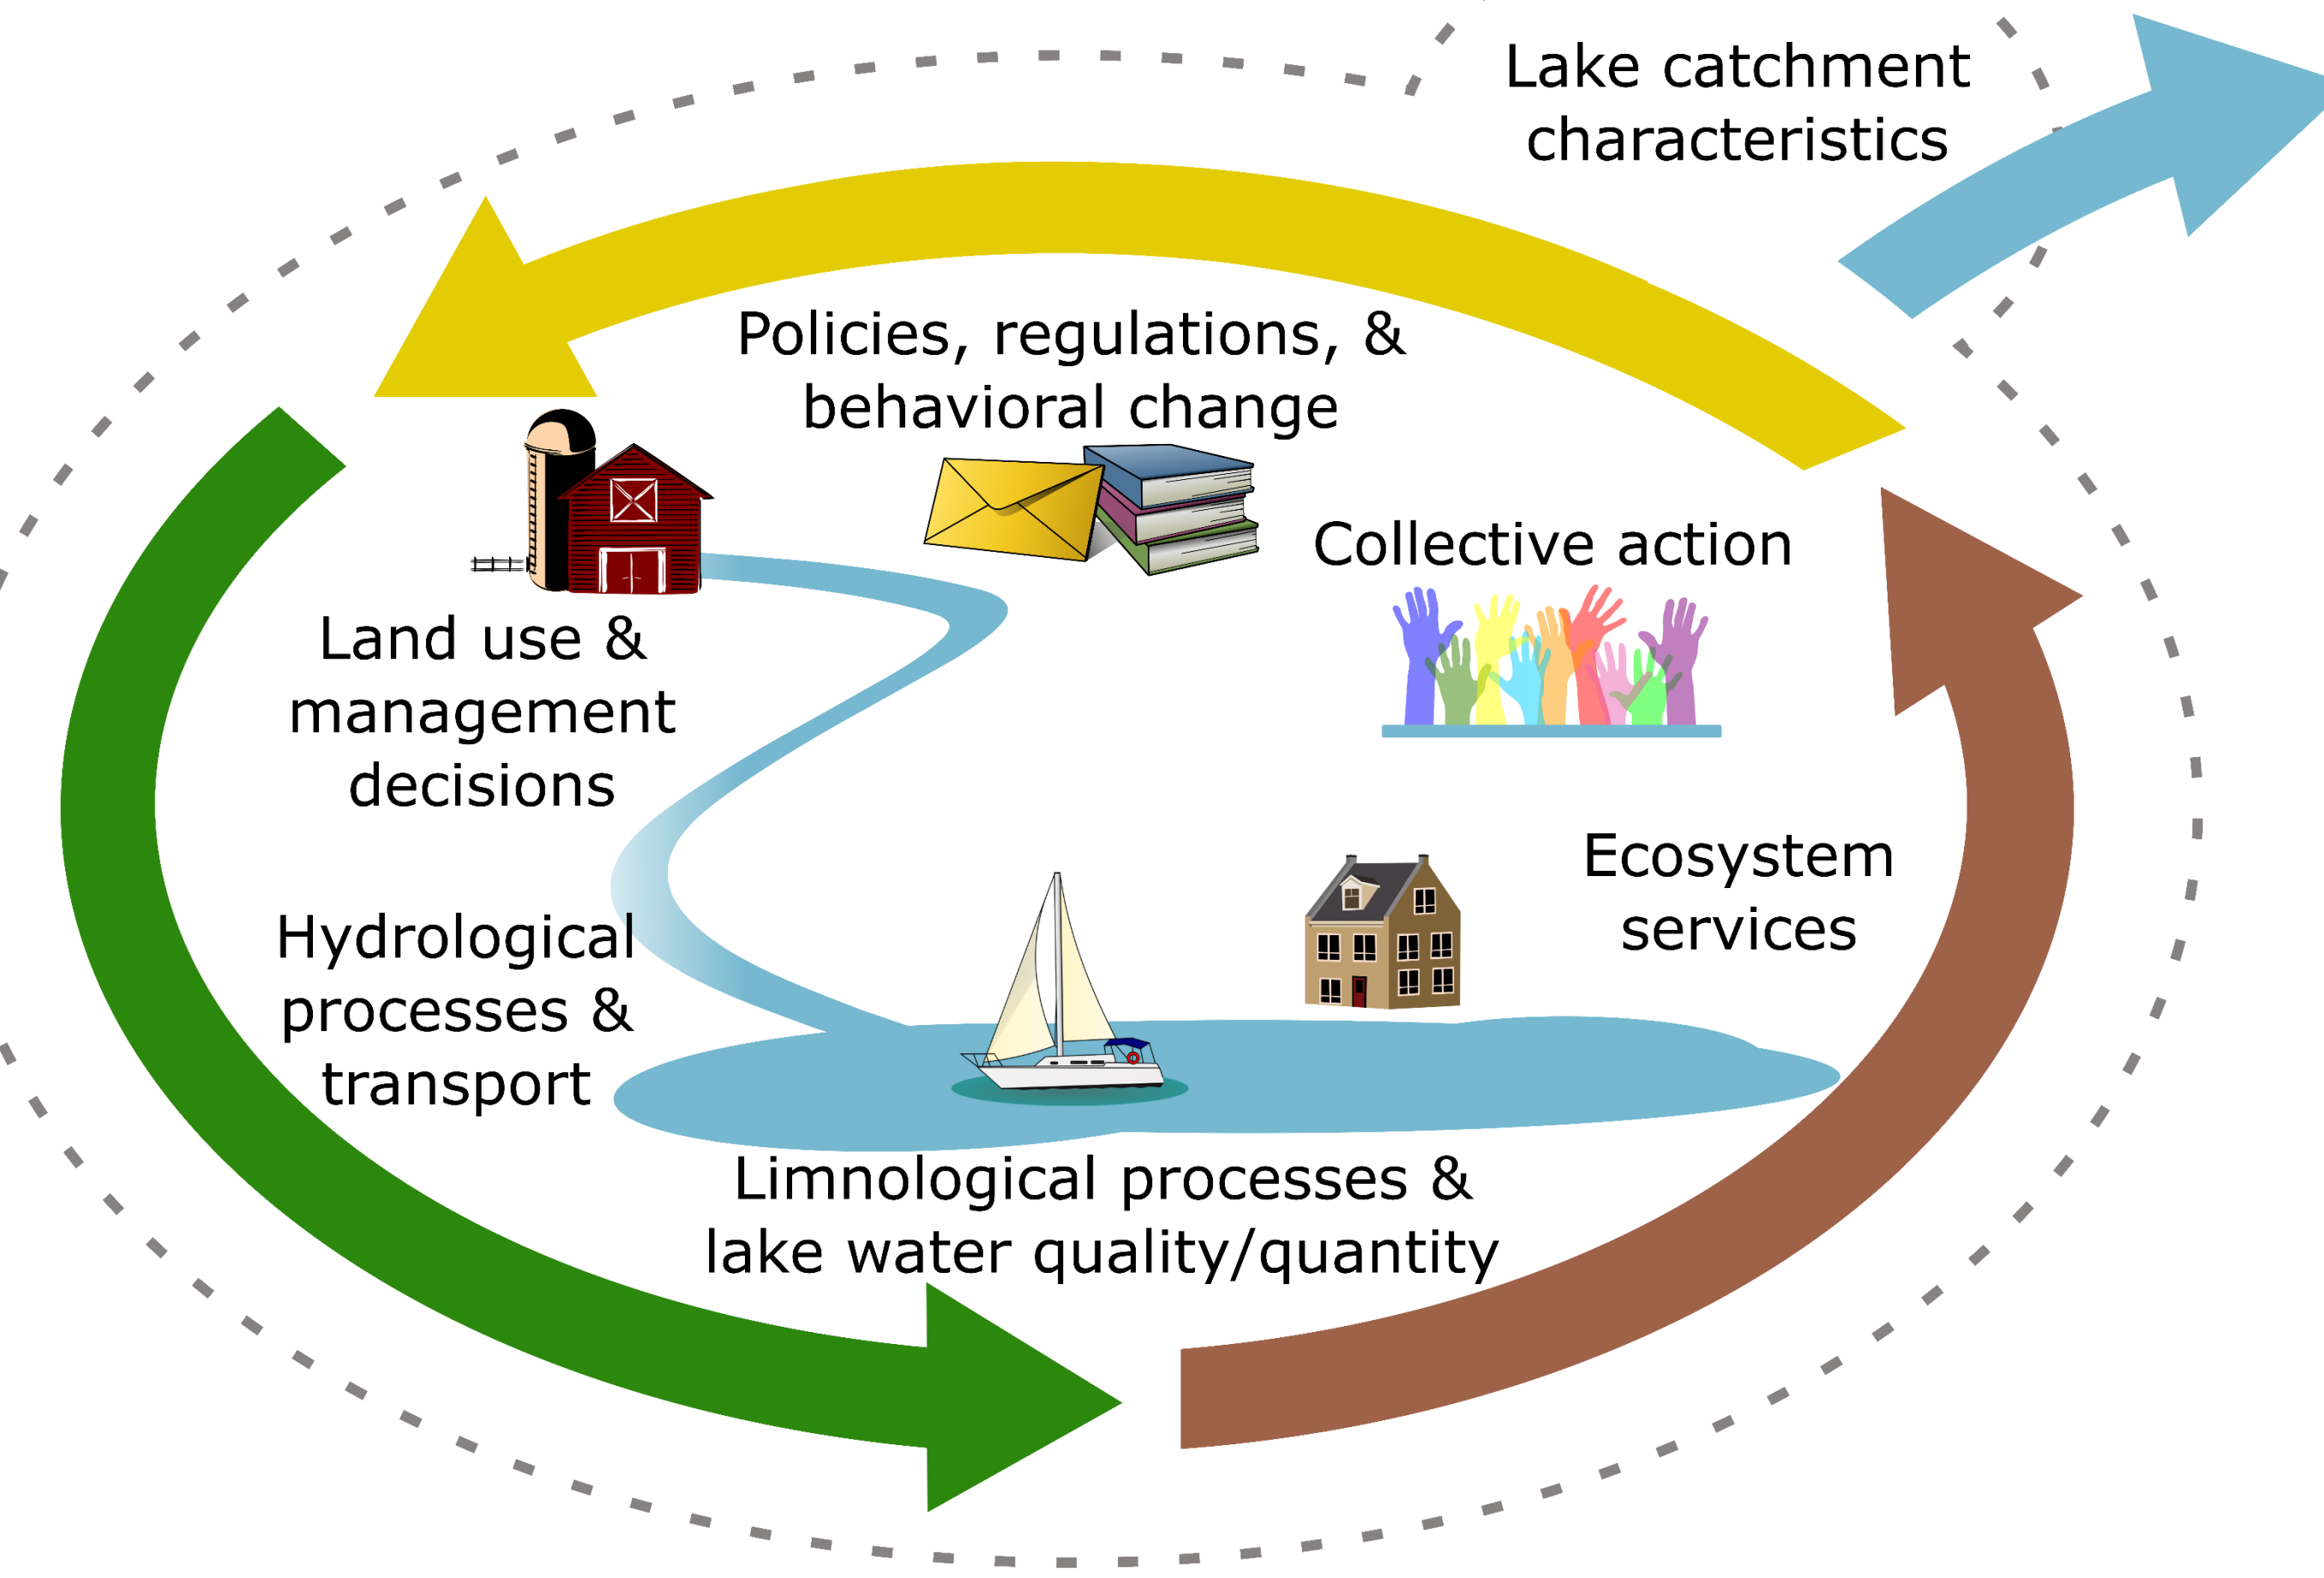 Lake catchment
characteristics
Policies, regulations, &
behavioral change
Collective action
Land use &
management
decisions
Ecosystem
services
Hydrological
processes &
transport
Limnological processes &
lake water quality/quantity